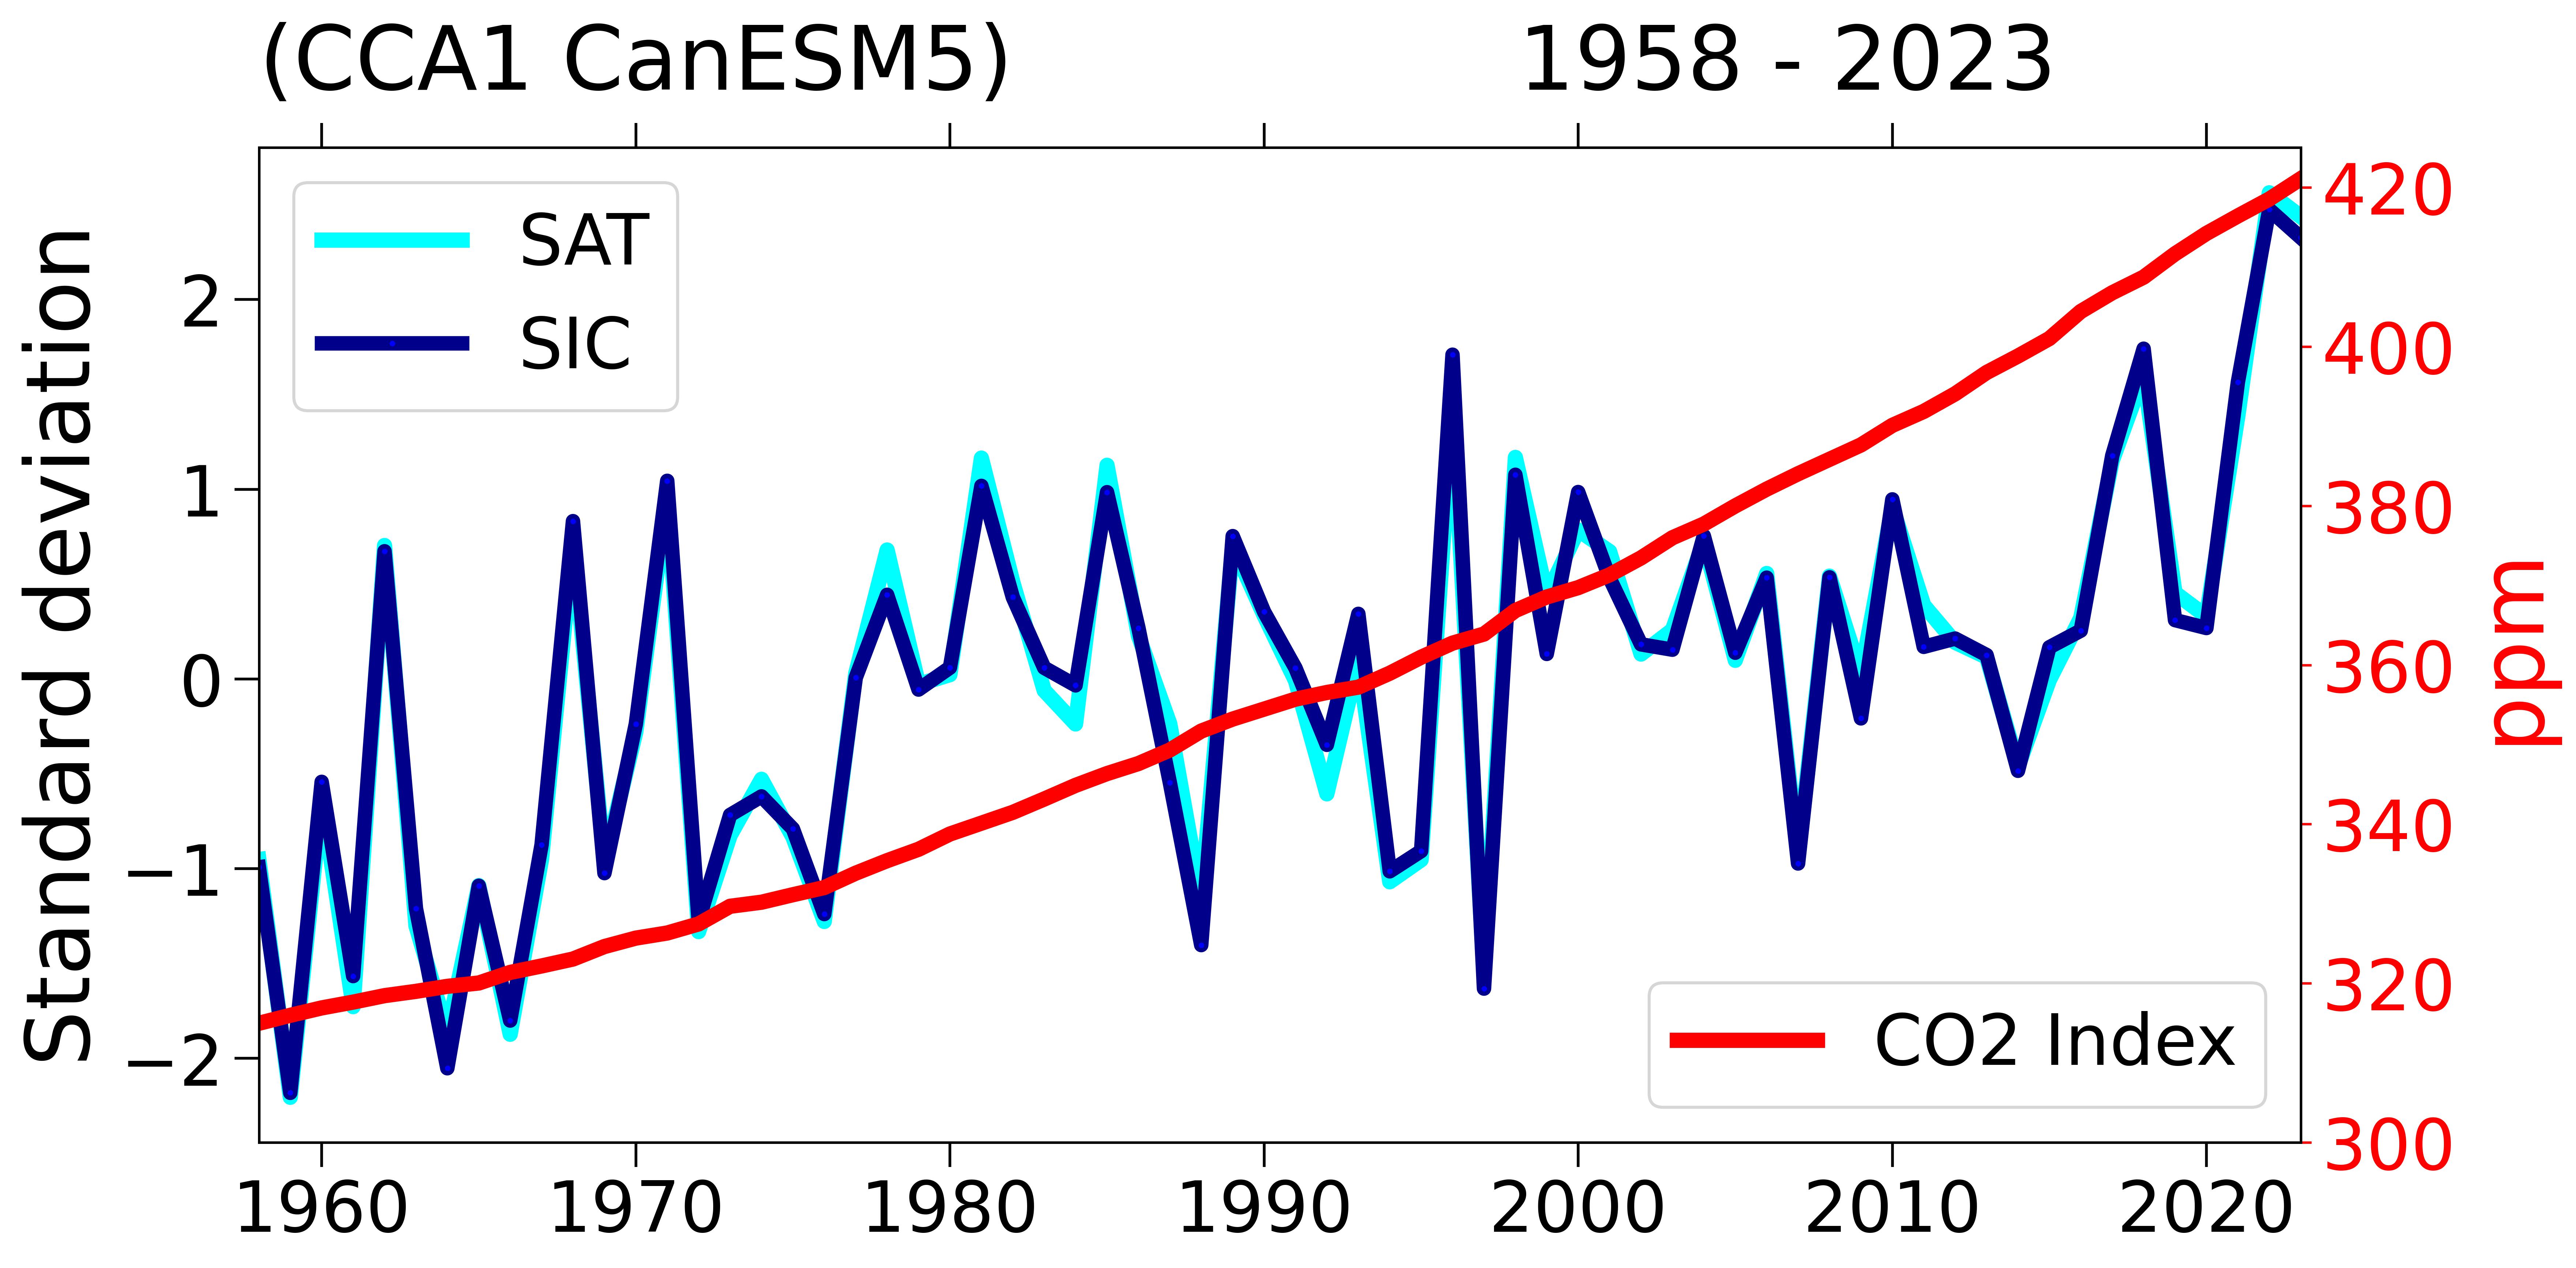 (CCA1 CanESM5) 1958 - 2023
SAT
SIC
Standard deviation
2
1
0
−1
−2
420
400
380
360
340
320
300
ppm
CO2 Index
1960 1970 1980 1990 2000 2010 2020